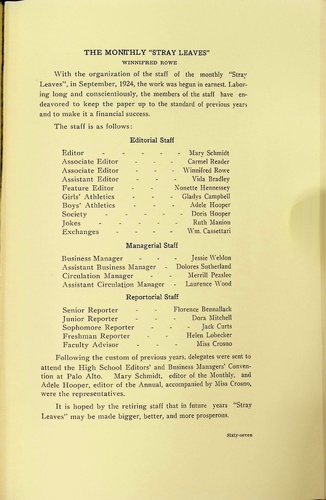 THE MONTHLY "STRAY LEAVES"
WINNIFRED ROWE
With the organization of the staff of the monthly "Stray
Leaves", in September, 1924, the work was begun in earnest. Labor-
ing long and conscientiously, the members of the staff have en-
deavored to keep the paper up to the standard of previous years
and to make it a financial success.
The staff is as follows:
Editorial Staff
Editor - - - - - Mary Schmidt
Associate Editor - - - Carmel Reader
Associate Editor - - - Winnifred Rowe
Assistant Editor - - - Vida Bradley
Feature Editor - - Nonette Hennessey
Girls' Athletics - - - Gladys Campbell
Boys' Athletics - - - Adele Hooper
Society - - - - Doris Hooper
Jokes - - - - - Ruth Manion
Exchanges - - - - Wm. Cassettari
Managerial Staff
Business Manager - - - Jessie Weldon
Assistant Business Manager - Dolores Sutherland
Circulation Manager - - Merrill Peaslee
Assistant Circulation Manager - Laurence Wood
Reportorial Staff
Senior Reporter - - Florence Bennallack
Junior Reporter - - - Dora Mitchell
Sophomore Reporter - - - Jack Curts
Freshman Reporter - - Helen Lobecker
Faculty Advisor - - - Miss Crosno
Following the custom of previous years, delegates were sent to
attend the High School Editors' and Business Managers' Conven-
tion at Palo Alto. Mary Schmidt, editor of the Monthly, and
Adele Hooper, editor of the Annual, accompanied by Miss Crosno,
were the representatives.
It is hoped by the retiring staff that in future years "Stray
Leaves" may be made bigger, better, and more prosperous.
Sixty-seven